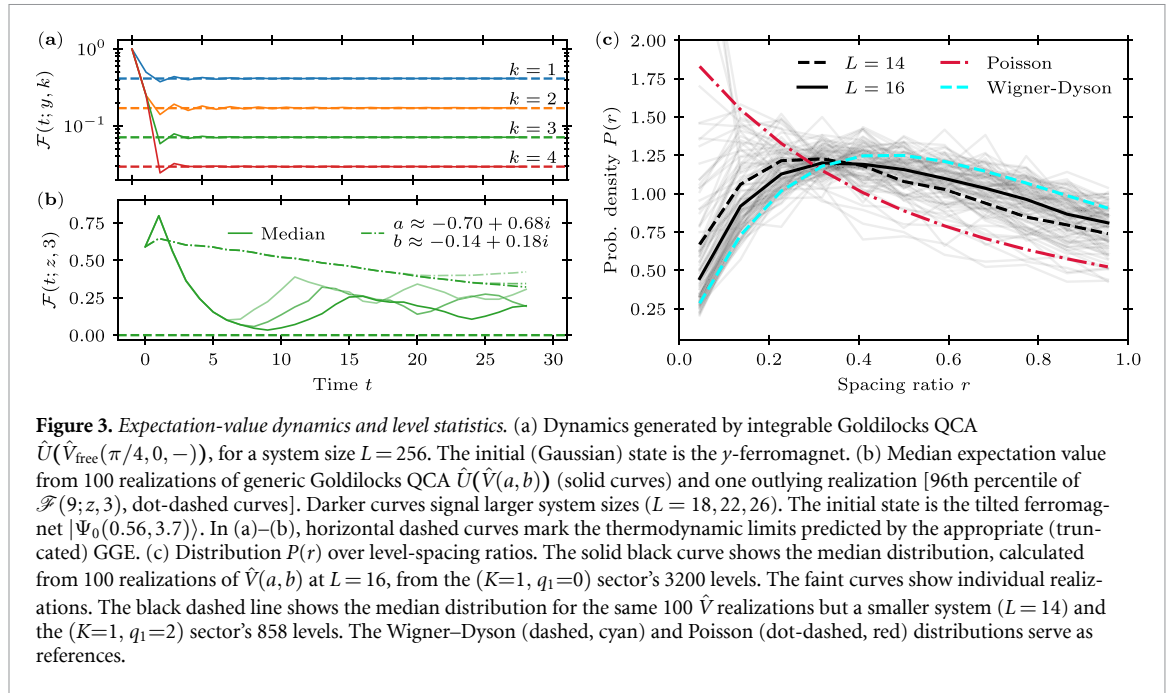 (a)
10⁰
10⁻¹
F(t; y, k)
k = 1
k = 2
k = 3
k = 4
(b)
0.75
0.50
0.25
0.00
F(t; z, 3)
Median
a ≈ −0.70 + 0.68i
b ≈ −0.14 + 0.18i
0 5 10 15 20 25 30
Time t
(c)
2.00
1.75
1.50
1.25
1.00
0.75
0.50
0.25
Prob. density P(r)
L = 14
L = 16
Poisson
Wigner-Dyson
0.0 0.2 0.4 0.6 0.8 1.0
Spacing ratio r
Figure 3. Expectation-value dynamics and level statistics. (a) Dynamics generated by integrable Goldilocks QCA
Û(V̂free(π/4, 0, −)), for a system size L = 256. The initial (Gaussian) state is the y-ferromagnet. (b) Median expectation value
from 100 realizations of generic Goldilocks QCA Û(V̂(a, b)) (solid curves) and one outlying realization [96th percentile of
ℱ(9; z, 3), dot-dashed curves]. Darker curves signal larger system sizes (L = 18, 22, 26). The initial state is the tilted ferromag-
net |Ψ₀(0.56, 3.7)⟩. In (a)–(b), horizontal dashed curves mark the thermodynamic limits predicted by the appropriate (trun-
cated) GGE. (c) Distribution P(r) over level-spacing ratios. The solid black curve shows the median distribution, calculated
from 100 realizations of V̂(a, b) at L = 16, from the (K=1, q₁=0) sector's 3200 levels. The faint curves show individual realiz-
ations. The black dashed line shows the median distribution for the same 100 V̂ realizations but a smaller system (L = 14) and
the (K=1, q₁=2) sector's 858 levels. The Wigner–Dyson (dashed, cyan) and Poisson (dot-dashed, red) distributions serve as
references.